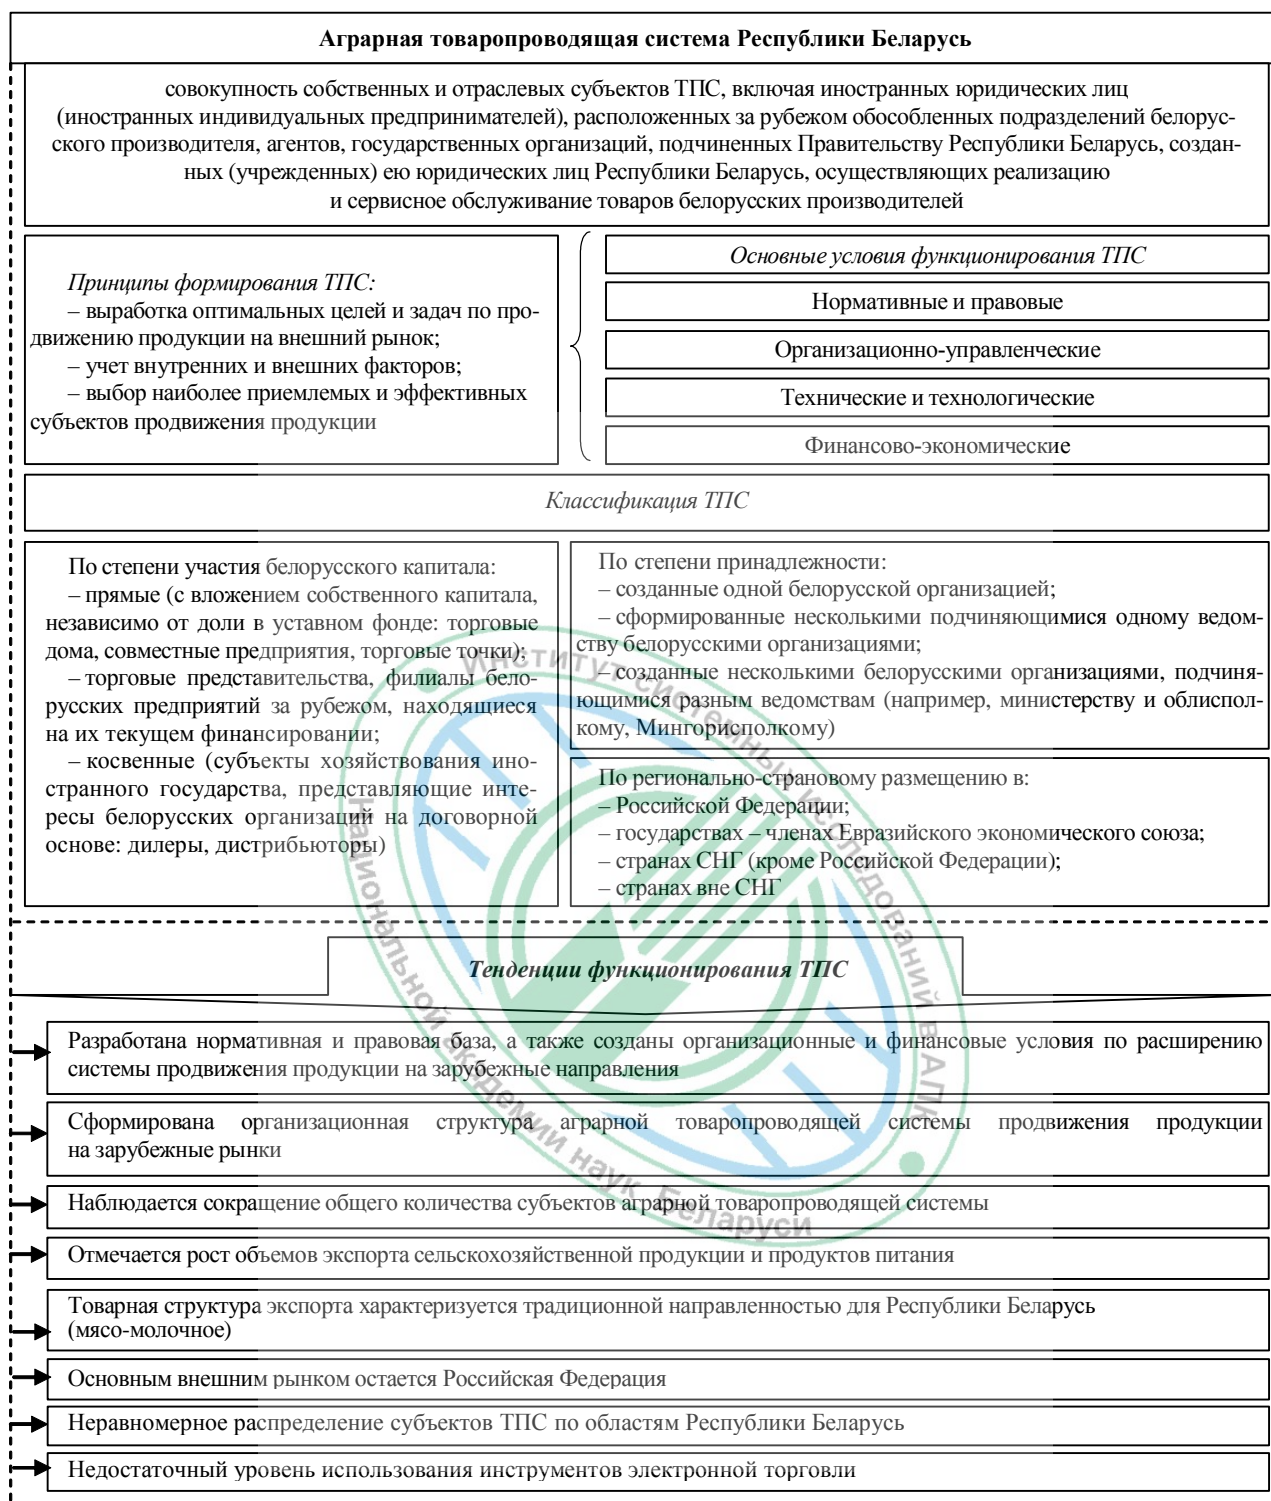 Аграрная товаропроводящая система Республики Беларусь
совокупность собственных и отраслевых субъектов ТПС, включая иностранных юридических лиц
(иностранных индивидуальных предпринимателей), расположенных за рубежом обособленных подразделений белорус-
ского производителя, агентов, государственных организаций, подчиненных Правительству Республики Беларусь, создан-
ных (учрежденных) ею юридических лиц Республики Беларусь, осуществляющих реализацию
и сервисное обслуживание товаров белорусских производителей
Принципы формирования ТПС:
– выработка оптимальных целей и задач по про-
движению продукции на внешний рынок;
– учет внутренних и внешних факторов;
– выбор наиболее приемлемых и эффективных
субъектов продвижения продукции
Основные условия функционирования ТПС
Нормативные и правовые
Организационно-управленческие
Технические и технологические
Финансово-экономические
Классификация ТПС
По степени участия белорусского капитала:
– прямые (с вложением собственного капитала,
независимо от доли в уставном фонде: торговые
дома, совместные предприятия, торговые точки);
– торговые представительства, филиалы бело-
русских предприятий за рубежом, находящиеся
на их текущем финансировании;
– косвенные (субъекты хозяйствования ино-
странного государства, представляющие инте-
ресы белорусских организаций на договорной
основе: дилеры, дистрибьюторы)
По степени принадлежности:
– созданные одной белорусской организацией;
– сформированные несколькими подчиняющимися одному ведом-
ству белорусскими организациями;
– созданные несколькими белорусскими организациями, подчиня-
ющимися разным ведомствам (например, министерству и облиспол-
кому, Мингорисполкому)
По регионально-страновому размещению в:
– Российской Федерации;
– государствах – членах Евразийского экономического союза;
– странах СНГ (кроме Российской Федерации);
– странах вне СНГ
Тенденции функционирования ТПС
Разработана нормативная и правовая база, а также созданы организационные и финансовые условия по расширению
системы продвижения продукции на зарубежные направления
Сформирована организационная структура аграрной товаропроводящей системы продвижения продукции
на зарубежные рынки
Наблюдается сокращение общего количества субъектов аграрной товаропроводящей системы
Отмечается рост объемов экспорта сельскохозяйственной продукции и продуктов питания
Товарная структура экспорта характеризуется традиционной направленностью для Республики Беларусь
(мясо-молочное)
Основным внешним рынком остается Российская Федерация
Неравномерное распределение субъектов ТПС по областям Республики Беларусь
Недостаточный уровень использования инструментов электронной торговли
Институт системных исследований в АПК
Национальной академии наук Беларуси